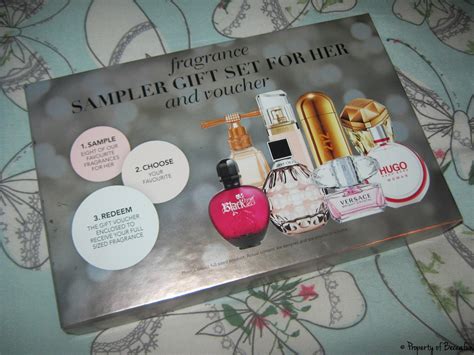 fragrance
SAMPLER GIFT SET FOR HER
and voucher
1. SAMPLE
EIGHT OF OUR
FAVOURITE
FRAGRANCES
FOR HER
2. CHOOSE
YOUR
FAVOURITE
3. REDEEM
THE GIFT VOUCHER
ENCLOSED TO
RECEIVE YOUR FULL
SIZED FRAGRANCE
Black XS
HUGO
WOMAN
VERSACE
© Property of